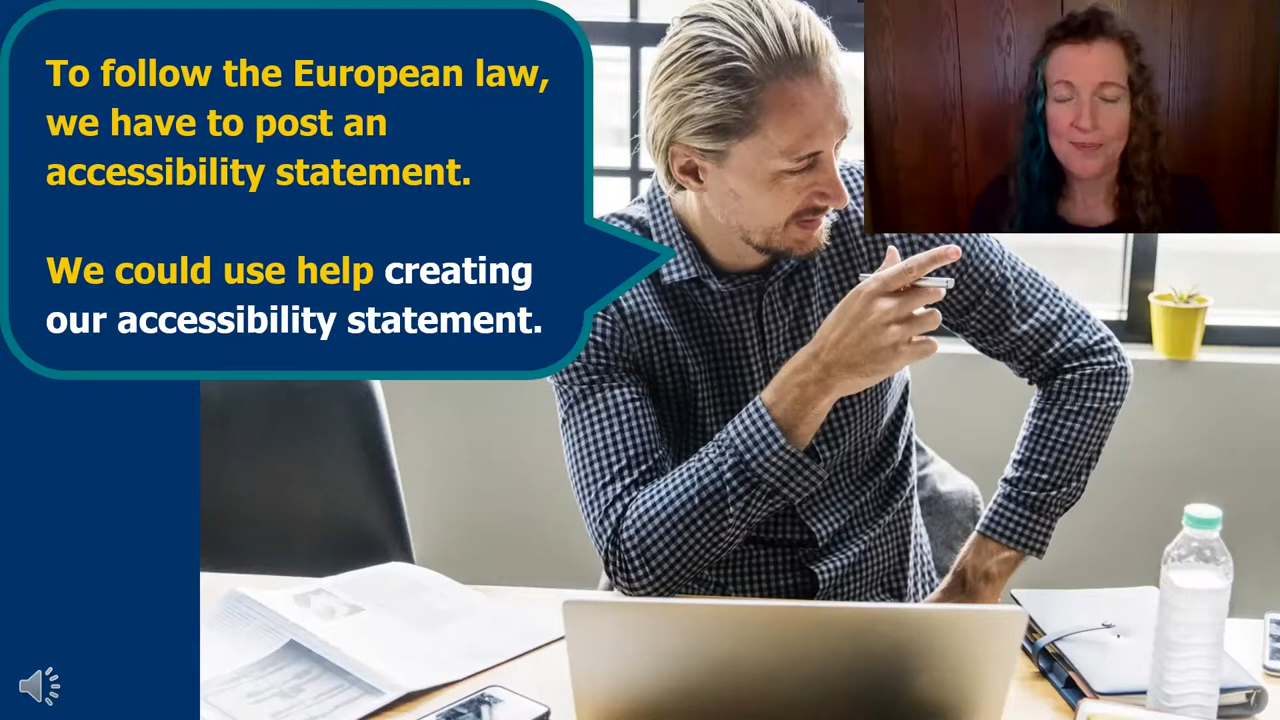 To follow the European law,
we have to post an
accessibility statement.
We could use help creating
our accessibility statement.